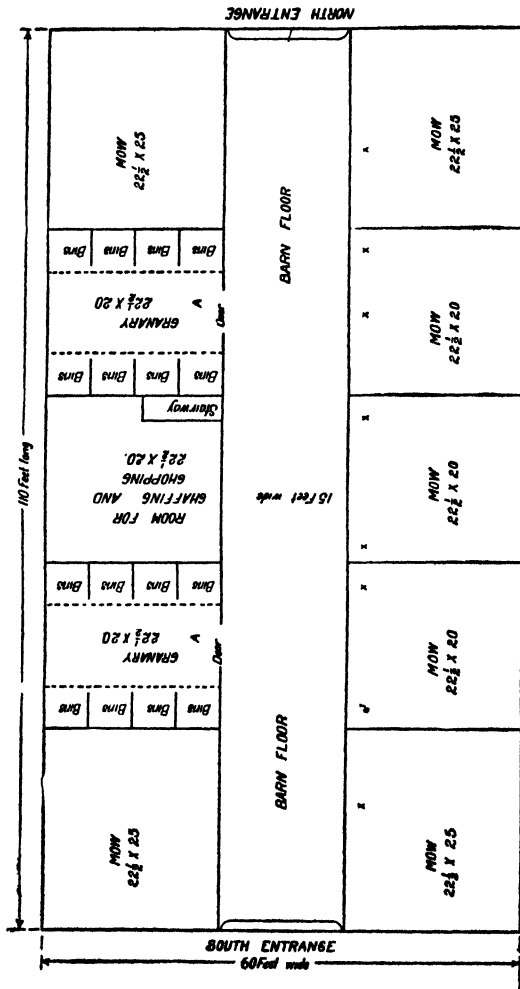 NORTH ENTRANCE
110 Feet long
MOW
22½ X 25
MOW
22½ X 25
x
BARN FLOOR
Bins
Bins
Bins
Bins
x
GRANARY
22½ X 20
A
Door
x
MOW
22½ X 20
Bins
Bins
Bins
Bins
Stairway
x
ROOM FOR
CHAFFING AND
CHOPPING
22½ X 20.
15 Feet wide
MOW
22½ X 20
x
Bins
Bins
Bins
Bins
x
GRANARY
22½ X 20
A
Door
MOW
22½ X 20
Bins
Bins
Bins
Bins
BARN FLOOR
x
MOW
22½ X 25
MOW
22½ X 25
SOUTH ENTRANCE
60 Feet wide